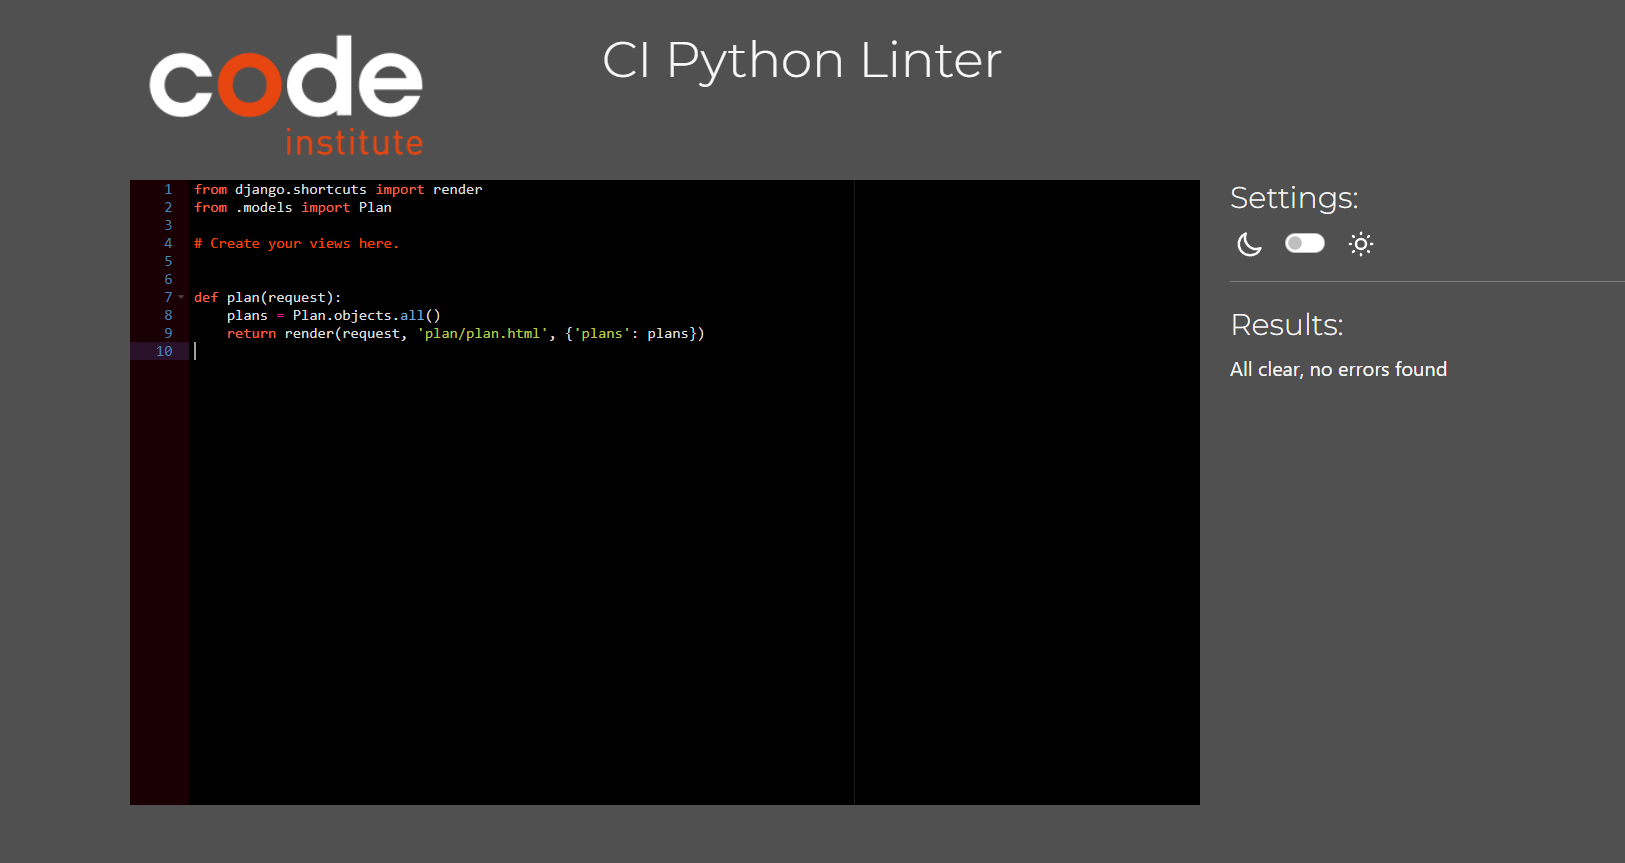 code
institute
CI Python Linter
1 from django.shortcuts import render
2 from .models import Plan
3
4 # Create your views here.
5
6
7 def plan(request):
8     plans = Plan.objects.all()
9     return render(request, 'plan/plan.html', {'plans': plans})
10
Settings:
Results:
All clear, no errors found